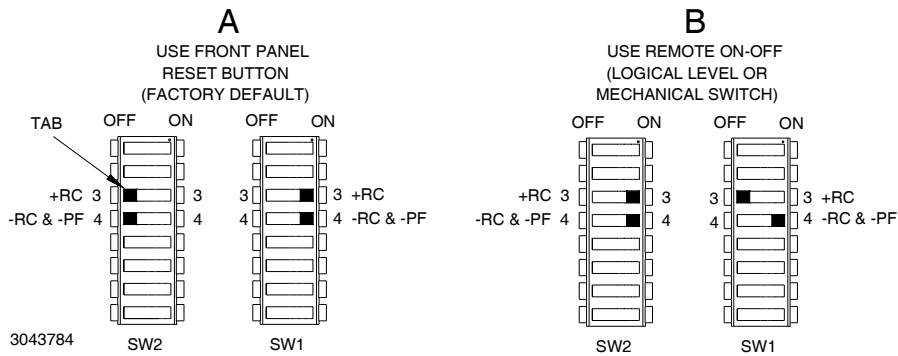 A
USE FRONT PANEL
RESET BUTTON
(FACTORY DEFAULT)
TAB
OFF ON OFF ON
+RC 3 3 3 3 +RC
-RC & -PF 4 4 4 4 -RC & -PF
SW2 SW1
3043784
B
USE REMOTE ON-OFF
(LOGICAL LEVEL OR
MECHANICAL SWITCH)
OFF ON OFF ON
+RC 3 3 3 3 +RC
-RC & -PF 4 4 4 4 -RC & -PF
SW2 SW1